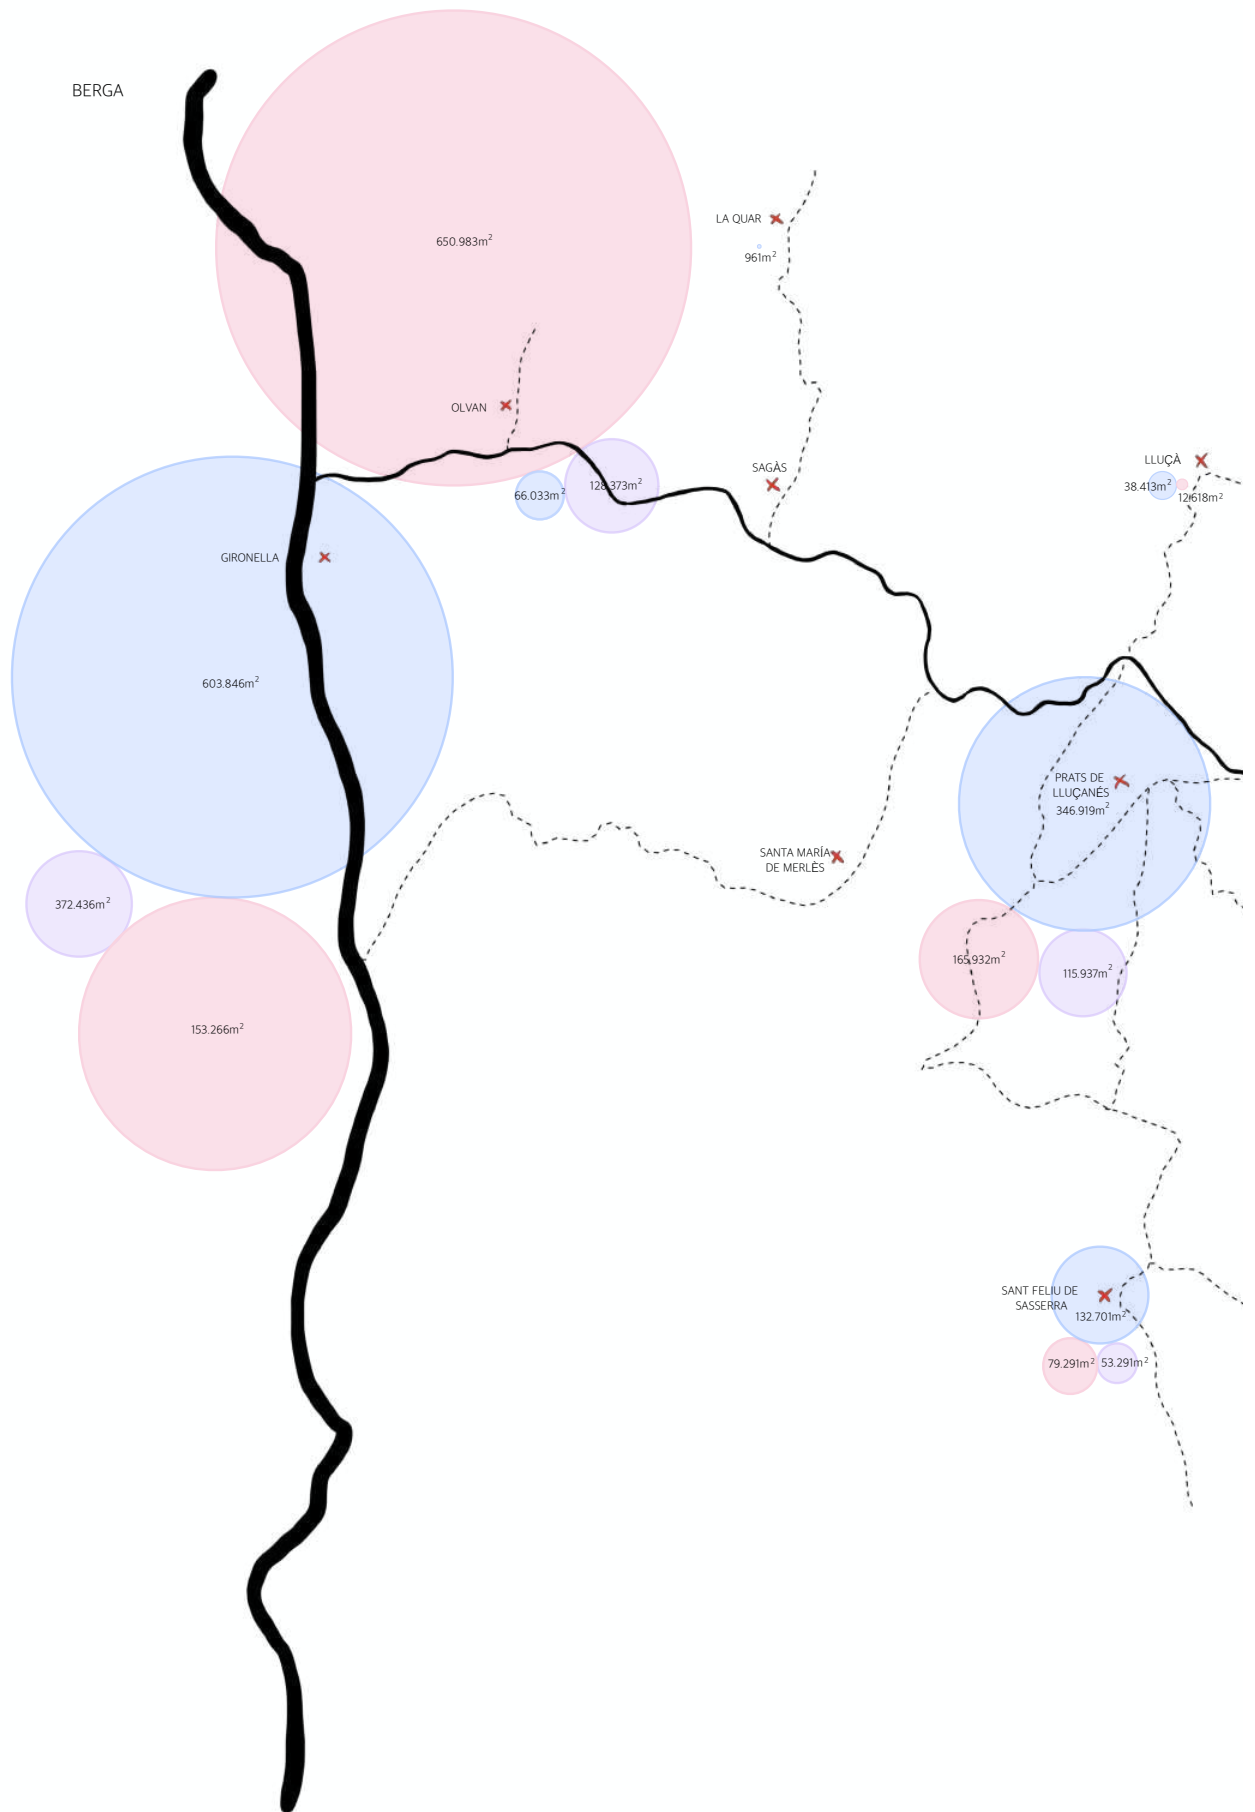 BERGA
650.983m²
LA QUAR
961m²
OLVAN
66.033m²
128.373m²
SAGÀS
LLUÇÀ
38.413m²
12.618m²
GIRONELLA
603.846m²
PRATS DE
LLUÇANÉS
346.919m²
SANTA MARÍA
DE MERLÈS
372.436m²
153.266m²
165.932m²
115.937m²
SANT FELIU DE
SASSERRA
132.701m²
79.291m²
53.291m²